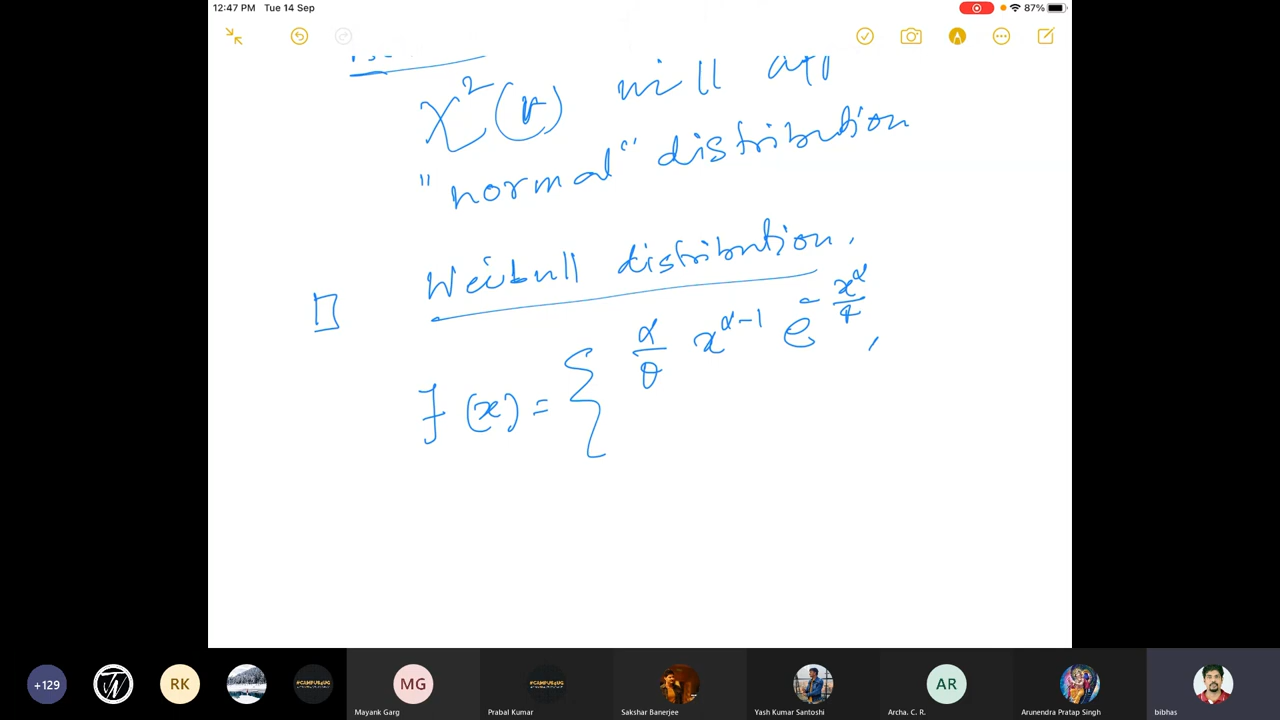 12:47 PM Tue 14 Sep
87%
χ²(r) will app
"normal" distribution
Weibull distribution.
f(x) = { α/θ x^(α-1) e^(-x^α/
+129
RK
#CAMPUS4UG
MG
AR
Mayank Garg
Prabal Kumar
Sakshar Banerjee
Yash Kumar Santoshi
Archa. C. R.
Arunendra Pratap Singh
bibhas